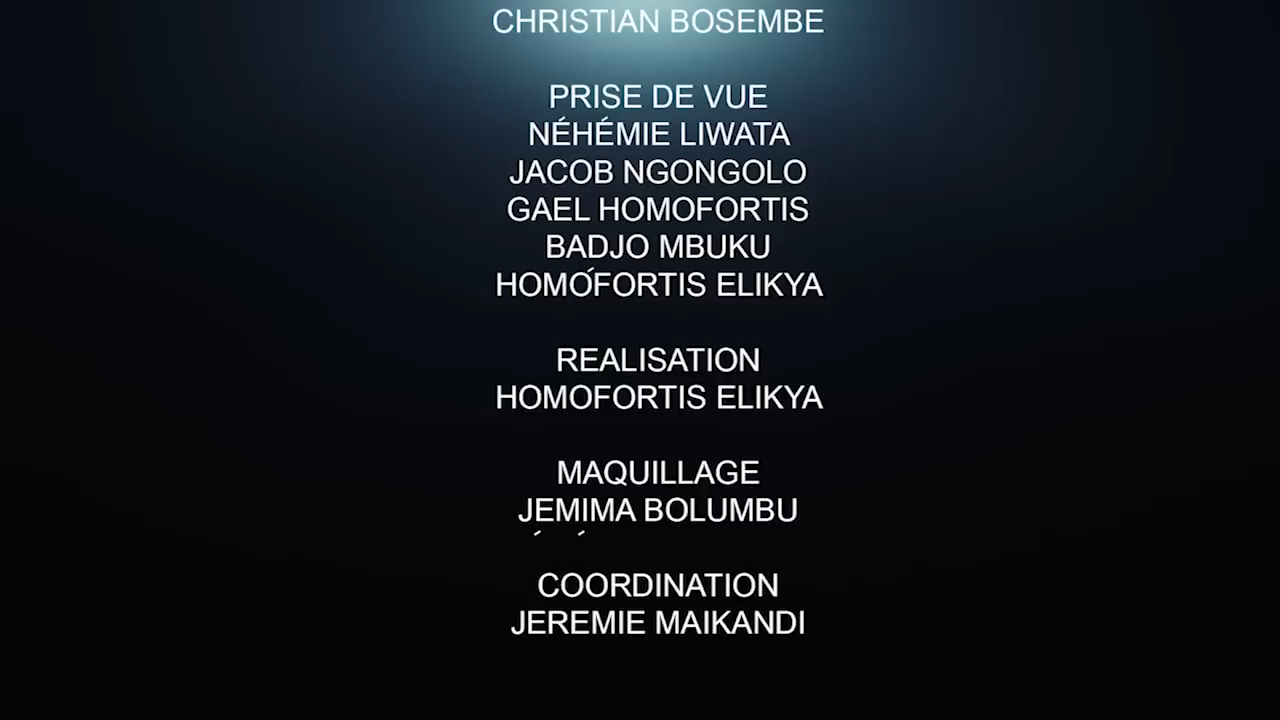 CHRISTIAN BOSEMBE
PRISE DE VUE
NÉHÉMIE LIWATA
JACOB NGONGOLO
GAEL HOMOFORTIS
BADJO MBUKU
HOMOFORTIS ELIKYA
REALISATION
HOMOFORTIS ELIKYA
MAQUILLAGE
JEMIMA BOLUMBU
COORDINATION
JEREMIE MAIKANDI